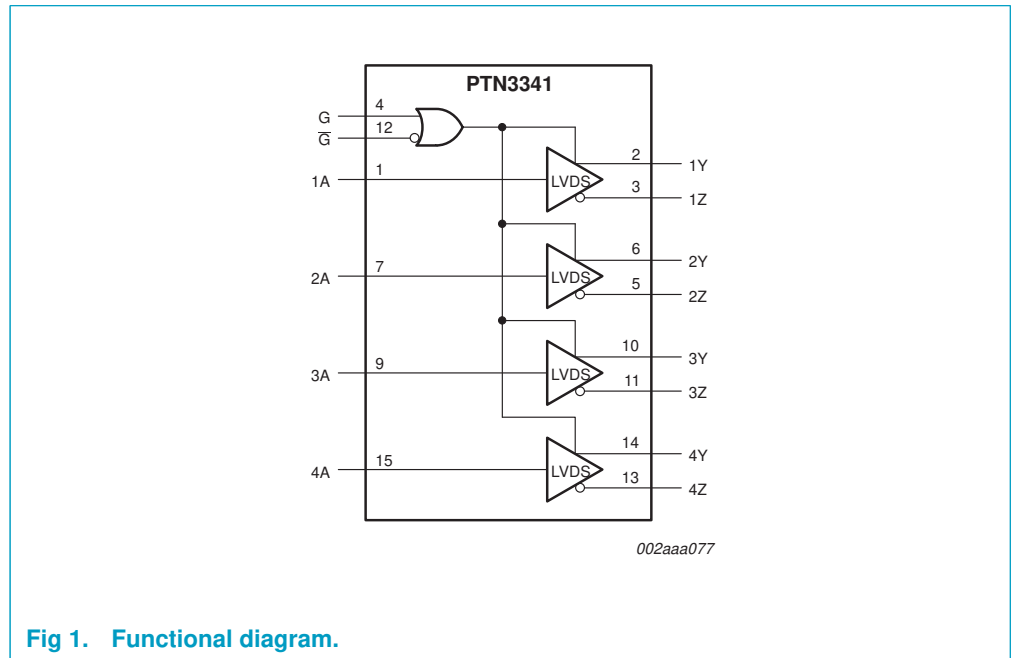 PTN3341
G 4
G̅ 12
1A 1
LVDS
2 1Y
3 1Z
2A 7
LVDS
6 2Y
5 2Z
3A 9
LVDS
10 3Y
11 3Z
4A 15
LVDS
14 4Y
13 4Z
002aaa077
Fig 1. Functional diagram.